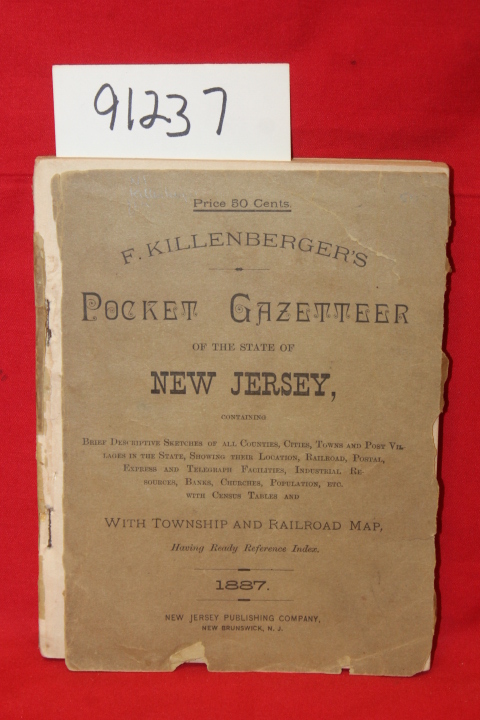 91237
Price 50 Cents.
F. KILLENBERGER'S
POCKET GAZETTEER
OF THE STATE OF
NEW JERSEY,
CONTAINING
BRIEF DESCRIPTIVE SKETCHES OF ALL COUNTIES, CITIES, TOWNS AND POST VIL-
LAGES IN THE STATE, SHOWING THEIR LOCATION, RAILROAD, POSTAL,
EXPRESS AND TELEGRAPH FACILITIES, INDUSTRIAL RE-
SOURCES, BANKS, CHURCHES, POPULATION, ETC.
WITH CENSUS TABLES AND
WITH TOWNSHIP AND RAILROAD MAP,
Having Ready Reference Index.
1887.
NEW JERSEY PUBLISHING COMPANY,
NEW BRUNSWICK, N. J.